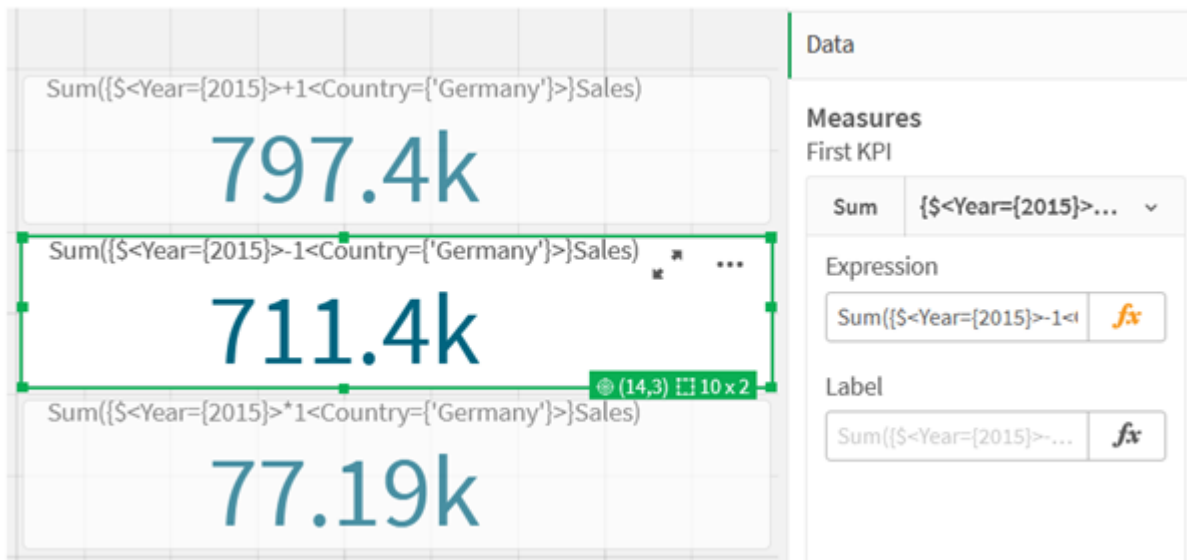 Sum({$<Year={2015}>+1<Country={'Germany'}>}Sales)
797.4k
Sum({$<Year={2015}>-1<Country={'Germany'}>}Sales)
711.4k
(14,3) 10 x 2
Sum({$<Year={2015}>*1<Country={'Germany'}>}Sales)
77.19k
Data
Measures
First KPI
Sum {$<Year={2015}>...
Expression
Sum({$<Year={2015}>-1<( fx
Label
Sum({$<Year={2015}>-... fx